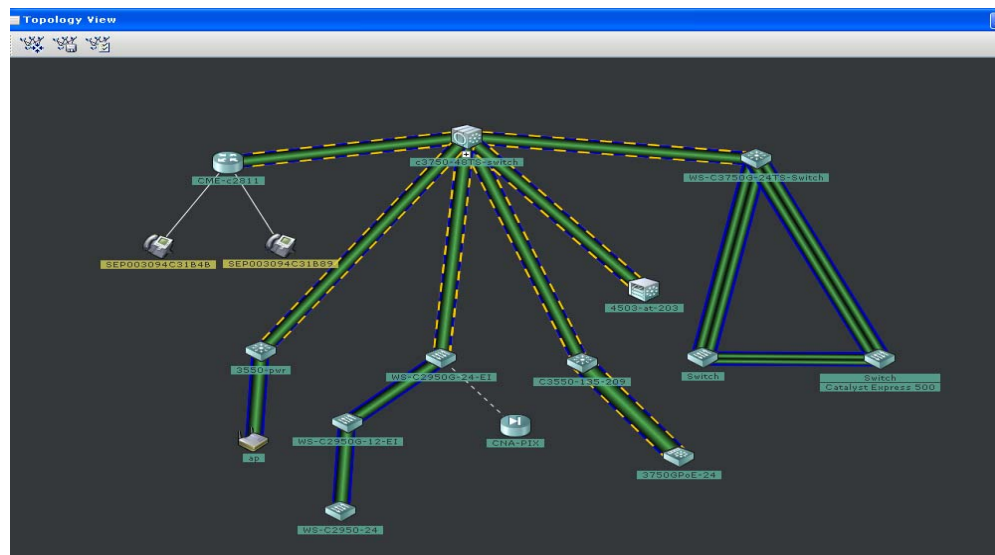 Topology View
c3750-48TS-switch
CME-c2811
WS-C3750G-24TS-Switch
SEP003094C31B4B
SEP003094C31B89
4503-at-203
3550-pwr
WS-C2950G-24-EI
C3550-135-209
Switch
Switch
Catalyst Express 500
WS-C2950G-12-EI
CNA-PIX
ap
3750GPoE-24
WS-C2950-24